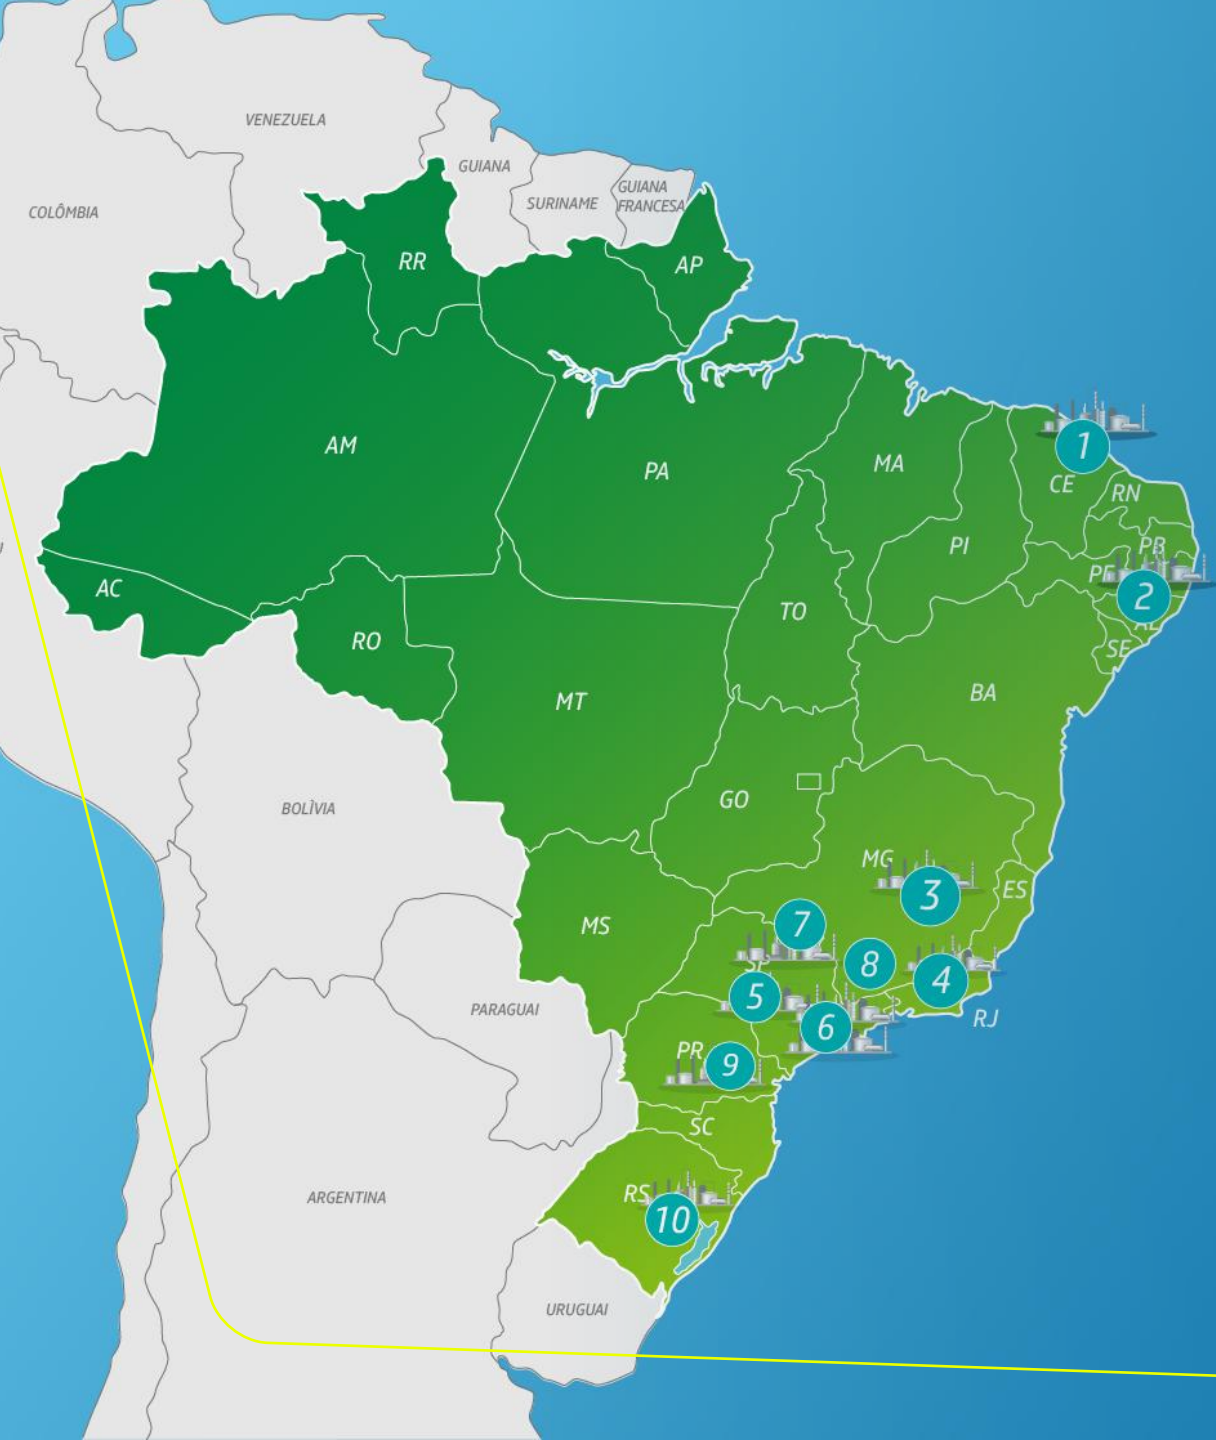 VENEZUELA
GUIANA
SURINAME
GUIANA
FRANCESA
COLÔMBIA
RR
AP
AM
PA
MA
1
CE
RN
PI
PB
PE
2
AL
SE
AC
RO
TO
MT
BA
GO
BOLÌVIA
MG
3
ES
MS
7
8
4
5
6
RJ
PARAGUAI
PR
9
SC
RS
10
ARGENTINA
URUGUAI